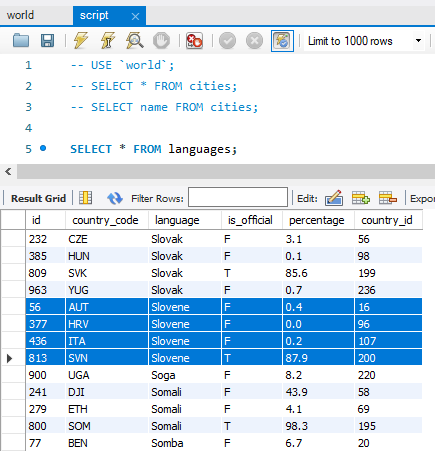 world script
Limit to 1000 rows
1 -- USE `world`;
2 -- SELECT * FROM cities;
3 -- SELECT name FROM cities;
4
5 SELECT * FROM languages;
Result Grid Filter Rows: Edit: Expor
id country_code language is_official percentage country_id
232 CZE Slovak F 3.1 56
385 HUN Slovak F 0.1 98
809 SVK Slovak T 85.6 199
963 YUG Slovak F 0.7 236
56 AUT Slovene F 0.4 16
377 HRV Slovene F 0.0 96
436 ITA Slovene F 0.2 107
813 SVN Slovene T 87.9 200
900 UGA Soga F 8.2 220
241 DJI Somali F 43.9 58
279 ETH Somali F 4.1 69
800 SOM Somali T 98.3 195
77 BEN Somba F 6.7 20